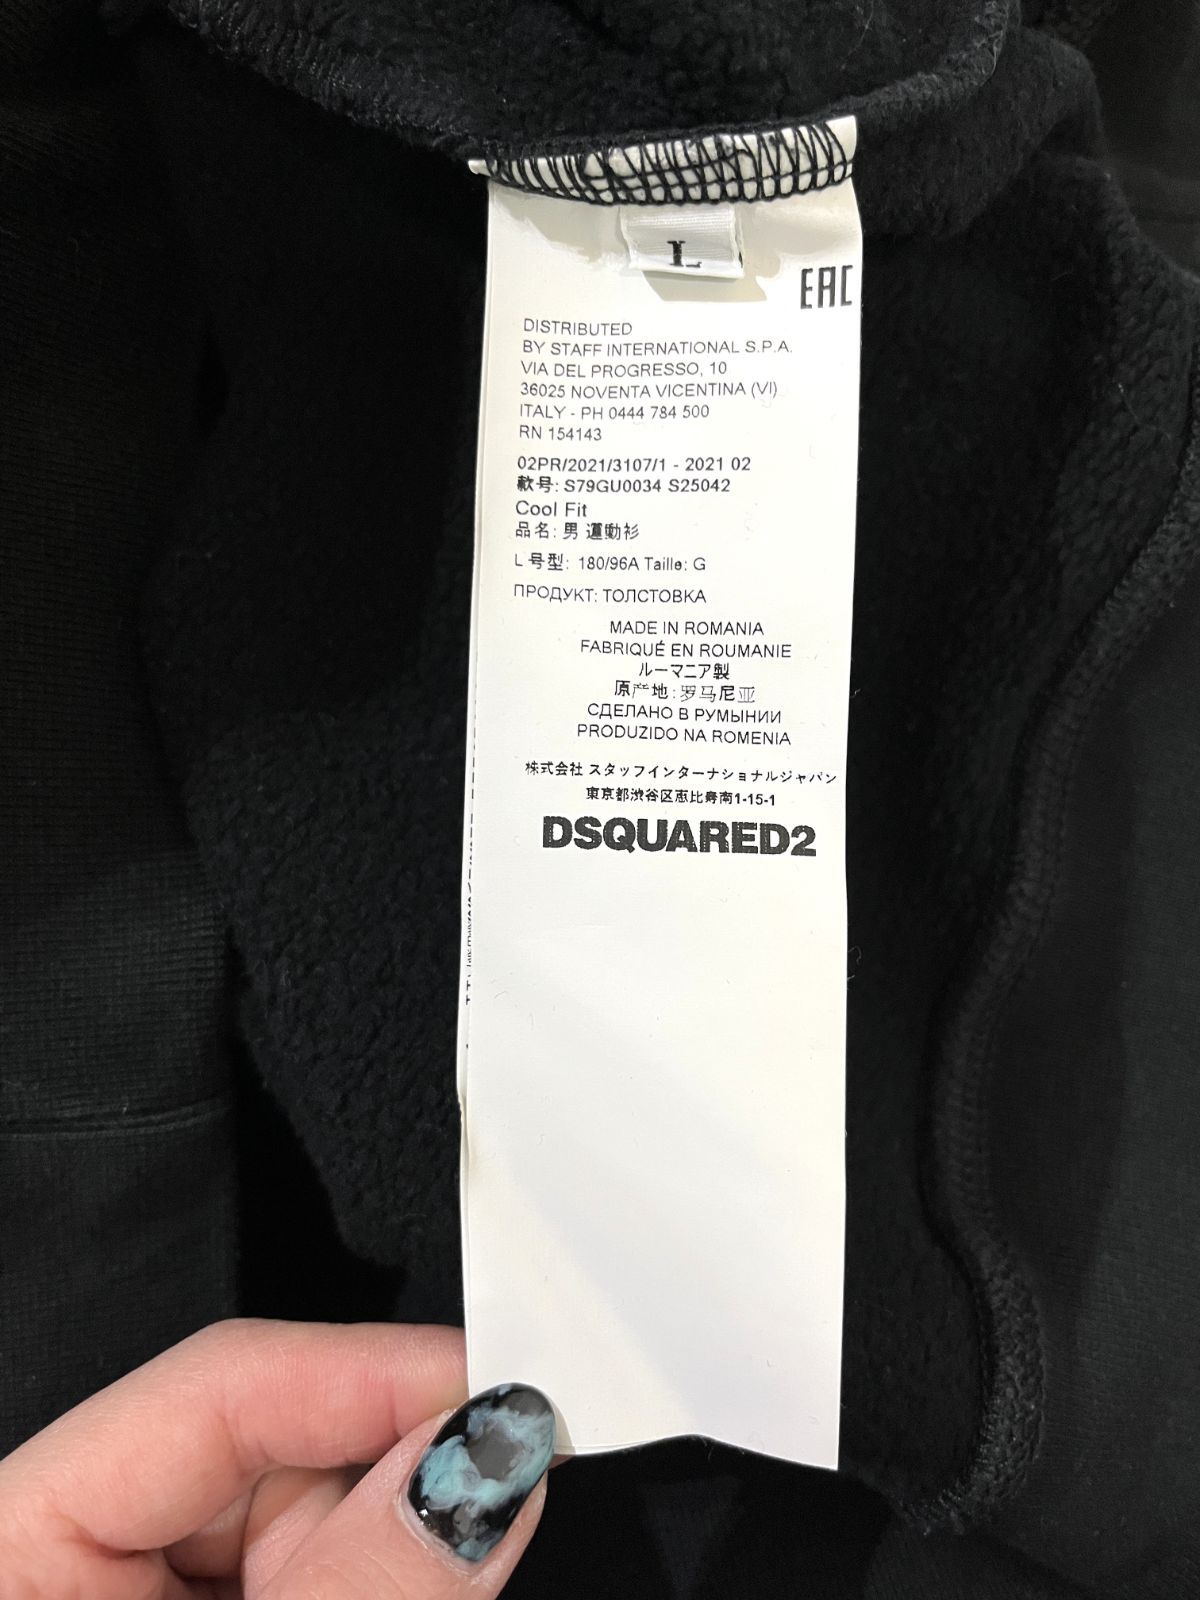 L
EAC
DISTRIBUTED
BY STAFF INTERNATIONAL S.P.A.
VIA DEL PROGRESSO, 10
36025 NOVENTA VICENTINA (VI)
ITALY - PH 0444 784 500
RN 154143
02PR/2021/3107/1 - 2021 02
款号: S79GU0034 S25042
Cool Fit
品名: 男 運動衫
L 号型: 180/96A Taille: G
ПРОДУКТ: ТОЛСТОВКА
MADE IN ROMANIA
FABRIQUÉ EN ROUMANIE
ルーマニア製
原产地: 罗马尼亚
СДЕЛАНО В РУМЫНИИ
PRODUZIDO NA ROMENIA
株式会社 スタッフインターナショナルジャパン
東京都渋谷区恵比寿南1-15-1
DSQUARED2